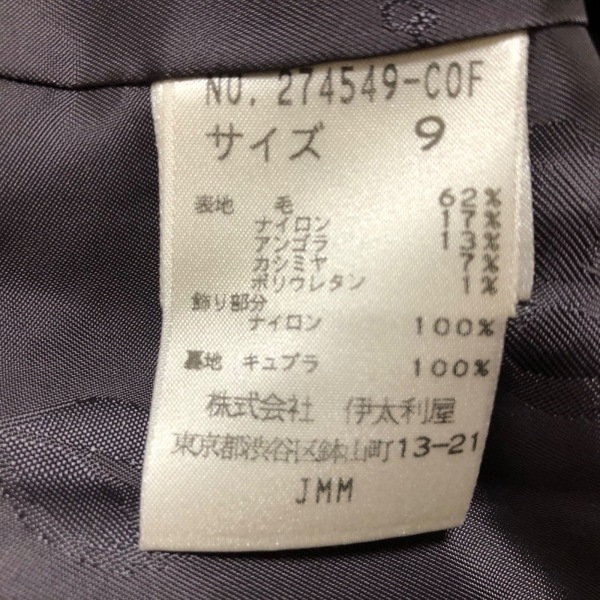 NO. 274549-COF
サイズ 9
表地 毛 62%
ナイロン 17%
アンゴラ 13%
カシミヤ 7%
ポリウレタン 1%
飾り部分
ナイロン 100%
裏地 キュプラ 100%
株式会社 伊太利屋
東京都渋谷区鉢山町13-21
JMM